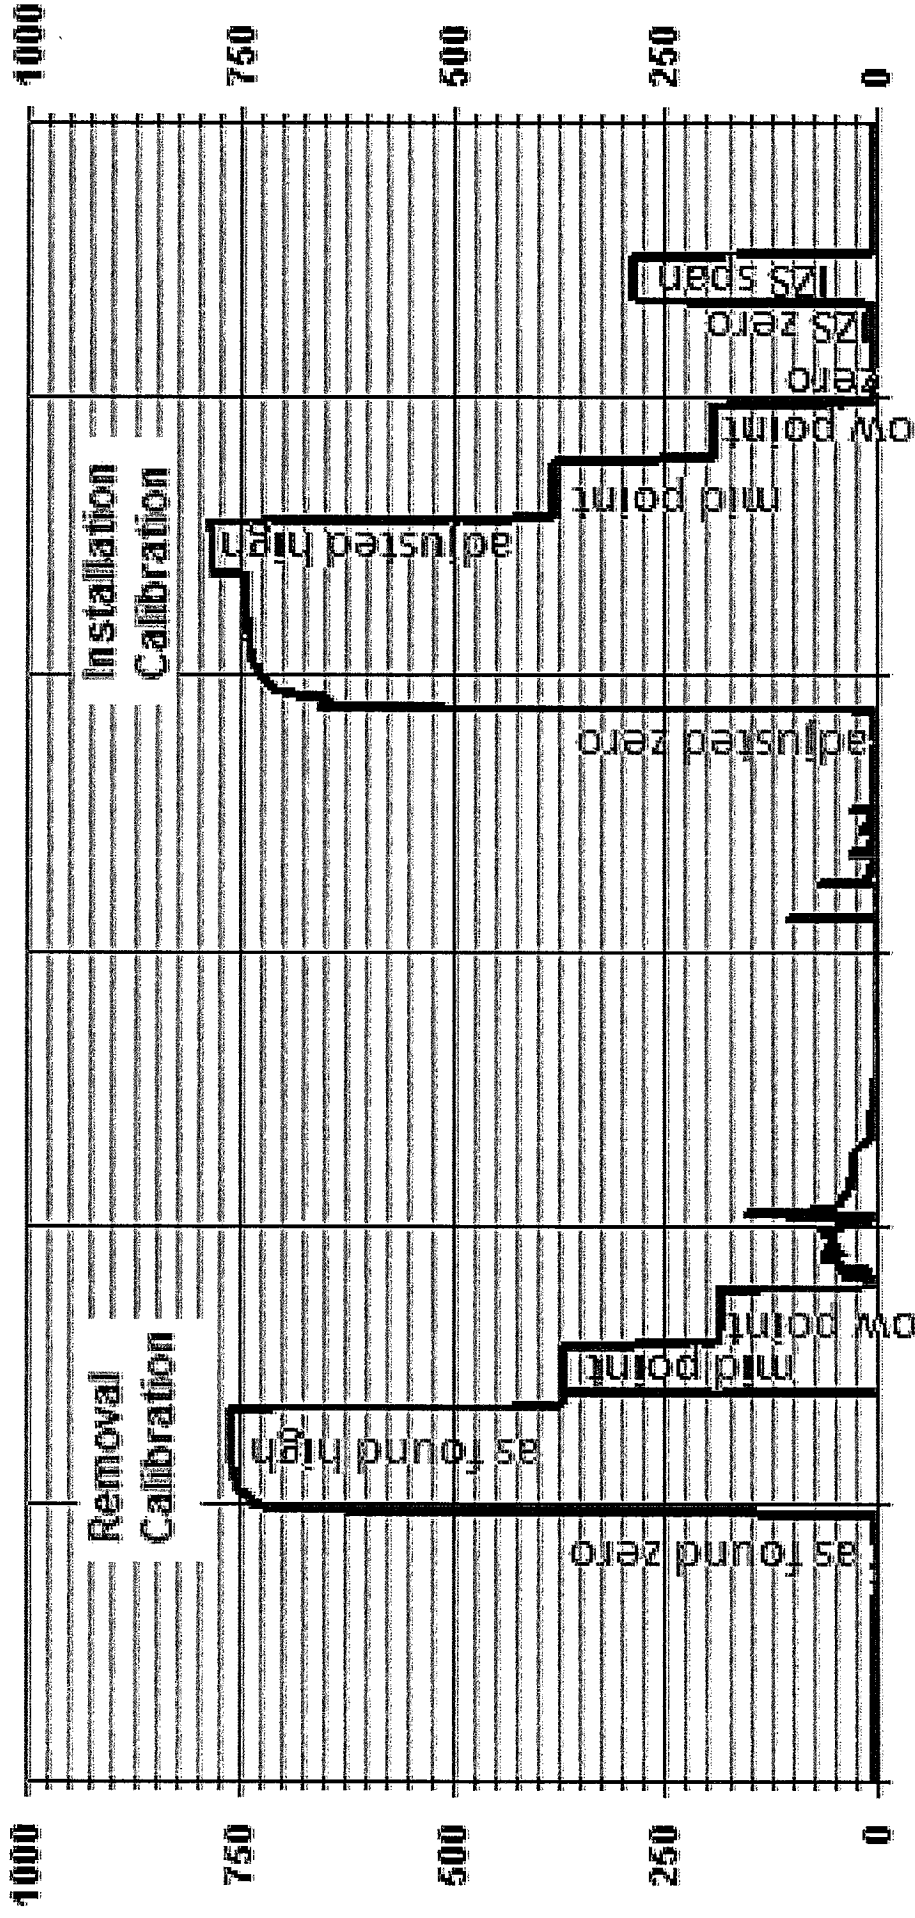 1000
750
500
250
0
Removal
Calibration
Installation
Calibration
as found zero
as found high
mid point
ow point
adjusted zero
adjusted high
mid point
ow point
zero
IZS zero
IZS span
1000
750
500
250
0